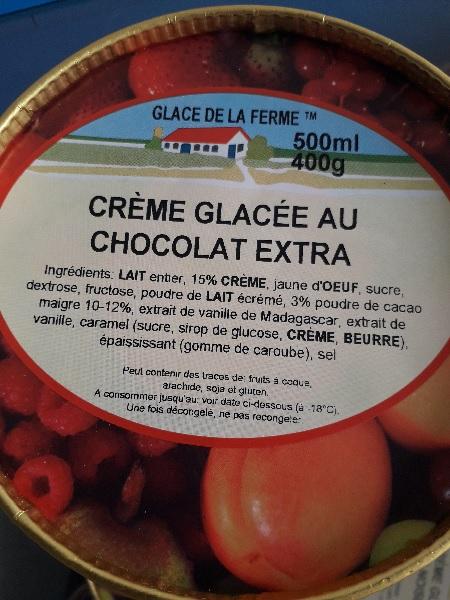 GLACE DE LA FERME ™
500ml
400g
CRÈME GLACÉE AU
CHOCOLAT EXTRA
Ingrédients: LAIT entier, 15% CRÈME, jaune d'OEUF, sucre,
dextrose, fructose, poudre de LAIT écrémé, 3% poudre de cacao
maigre 10-12%, extrait de vanille de Madagascar, extrait de
vanille, caramel (sucre, sirop de glucose, CRÈME, BEURRE),
épaississant (gomme de caroube), sel
Peut contenir des traces de: fruits à coque,
arachide, soja et gluten.
A consommer jusqu'au: voir date ci-dessous (à -18°C).
Une fois décongelé, ne pas recongeler